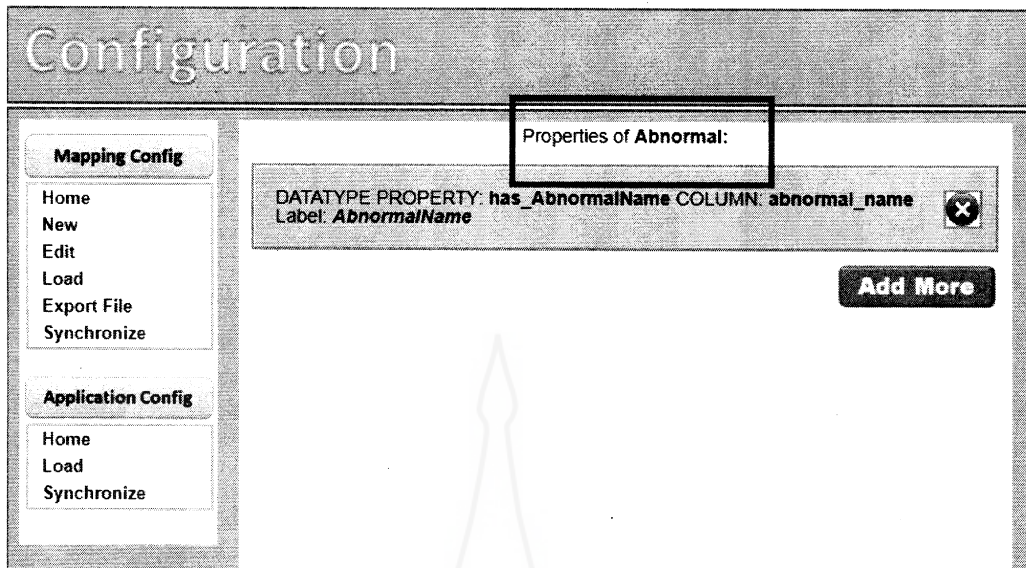 Configuration
Mapping Config
Home
New
Edit
Load
Export File
Synchronize
Application Config
Home
Load
Synchronize
Properties of Abnormal:
DATATYPE PROPERTY: has_AbnormalName COLUMN: abnormal_name
Label: AbnormalName
Add More